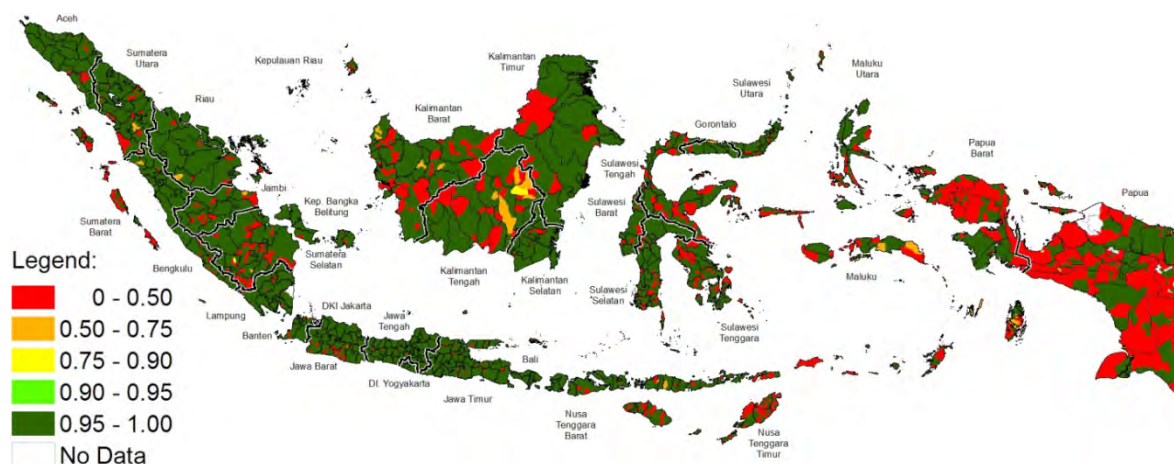 Aceh
Sumatera
Utara
Kepulauan Riau
Riau
Kalimantan
Timur
Kalimantan
Barat
Sulawesi
Utara
Maluku
Utara
Gorontalo
Papua
Barat
Papua
Sulawesi
Tengah
Jambi
Kep. Bangka
Belitung
Sulawesi
Barat
Sumatera
Barat
Sumatera
Selatan
Bengkulu
Kalimantan
Tengah
Kalimantan
Selatan
Maluku
Sulawesi
Selatan
Lampung
DKI Jakarta
Jawa
Tengah
Sulawesi
Tenggara
Banten
Bali
Jawa Barat
DI. Yogyakarta
Jawa Timur
Nusa
Tenggara
Barat
Nusa
Tenggara
Timur
Legend:
0 - 0.50
0.50 - 0.75
0.75 - 0.90
0.90 - 0.95
0.95 - 1.00
No Data